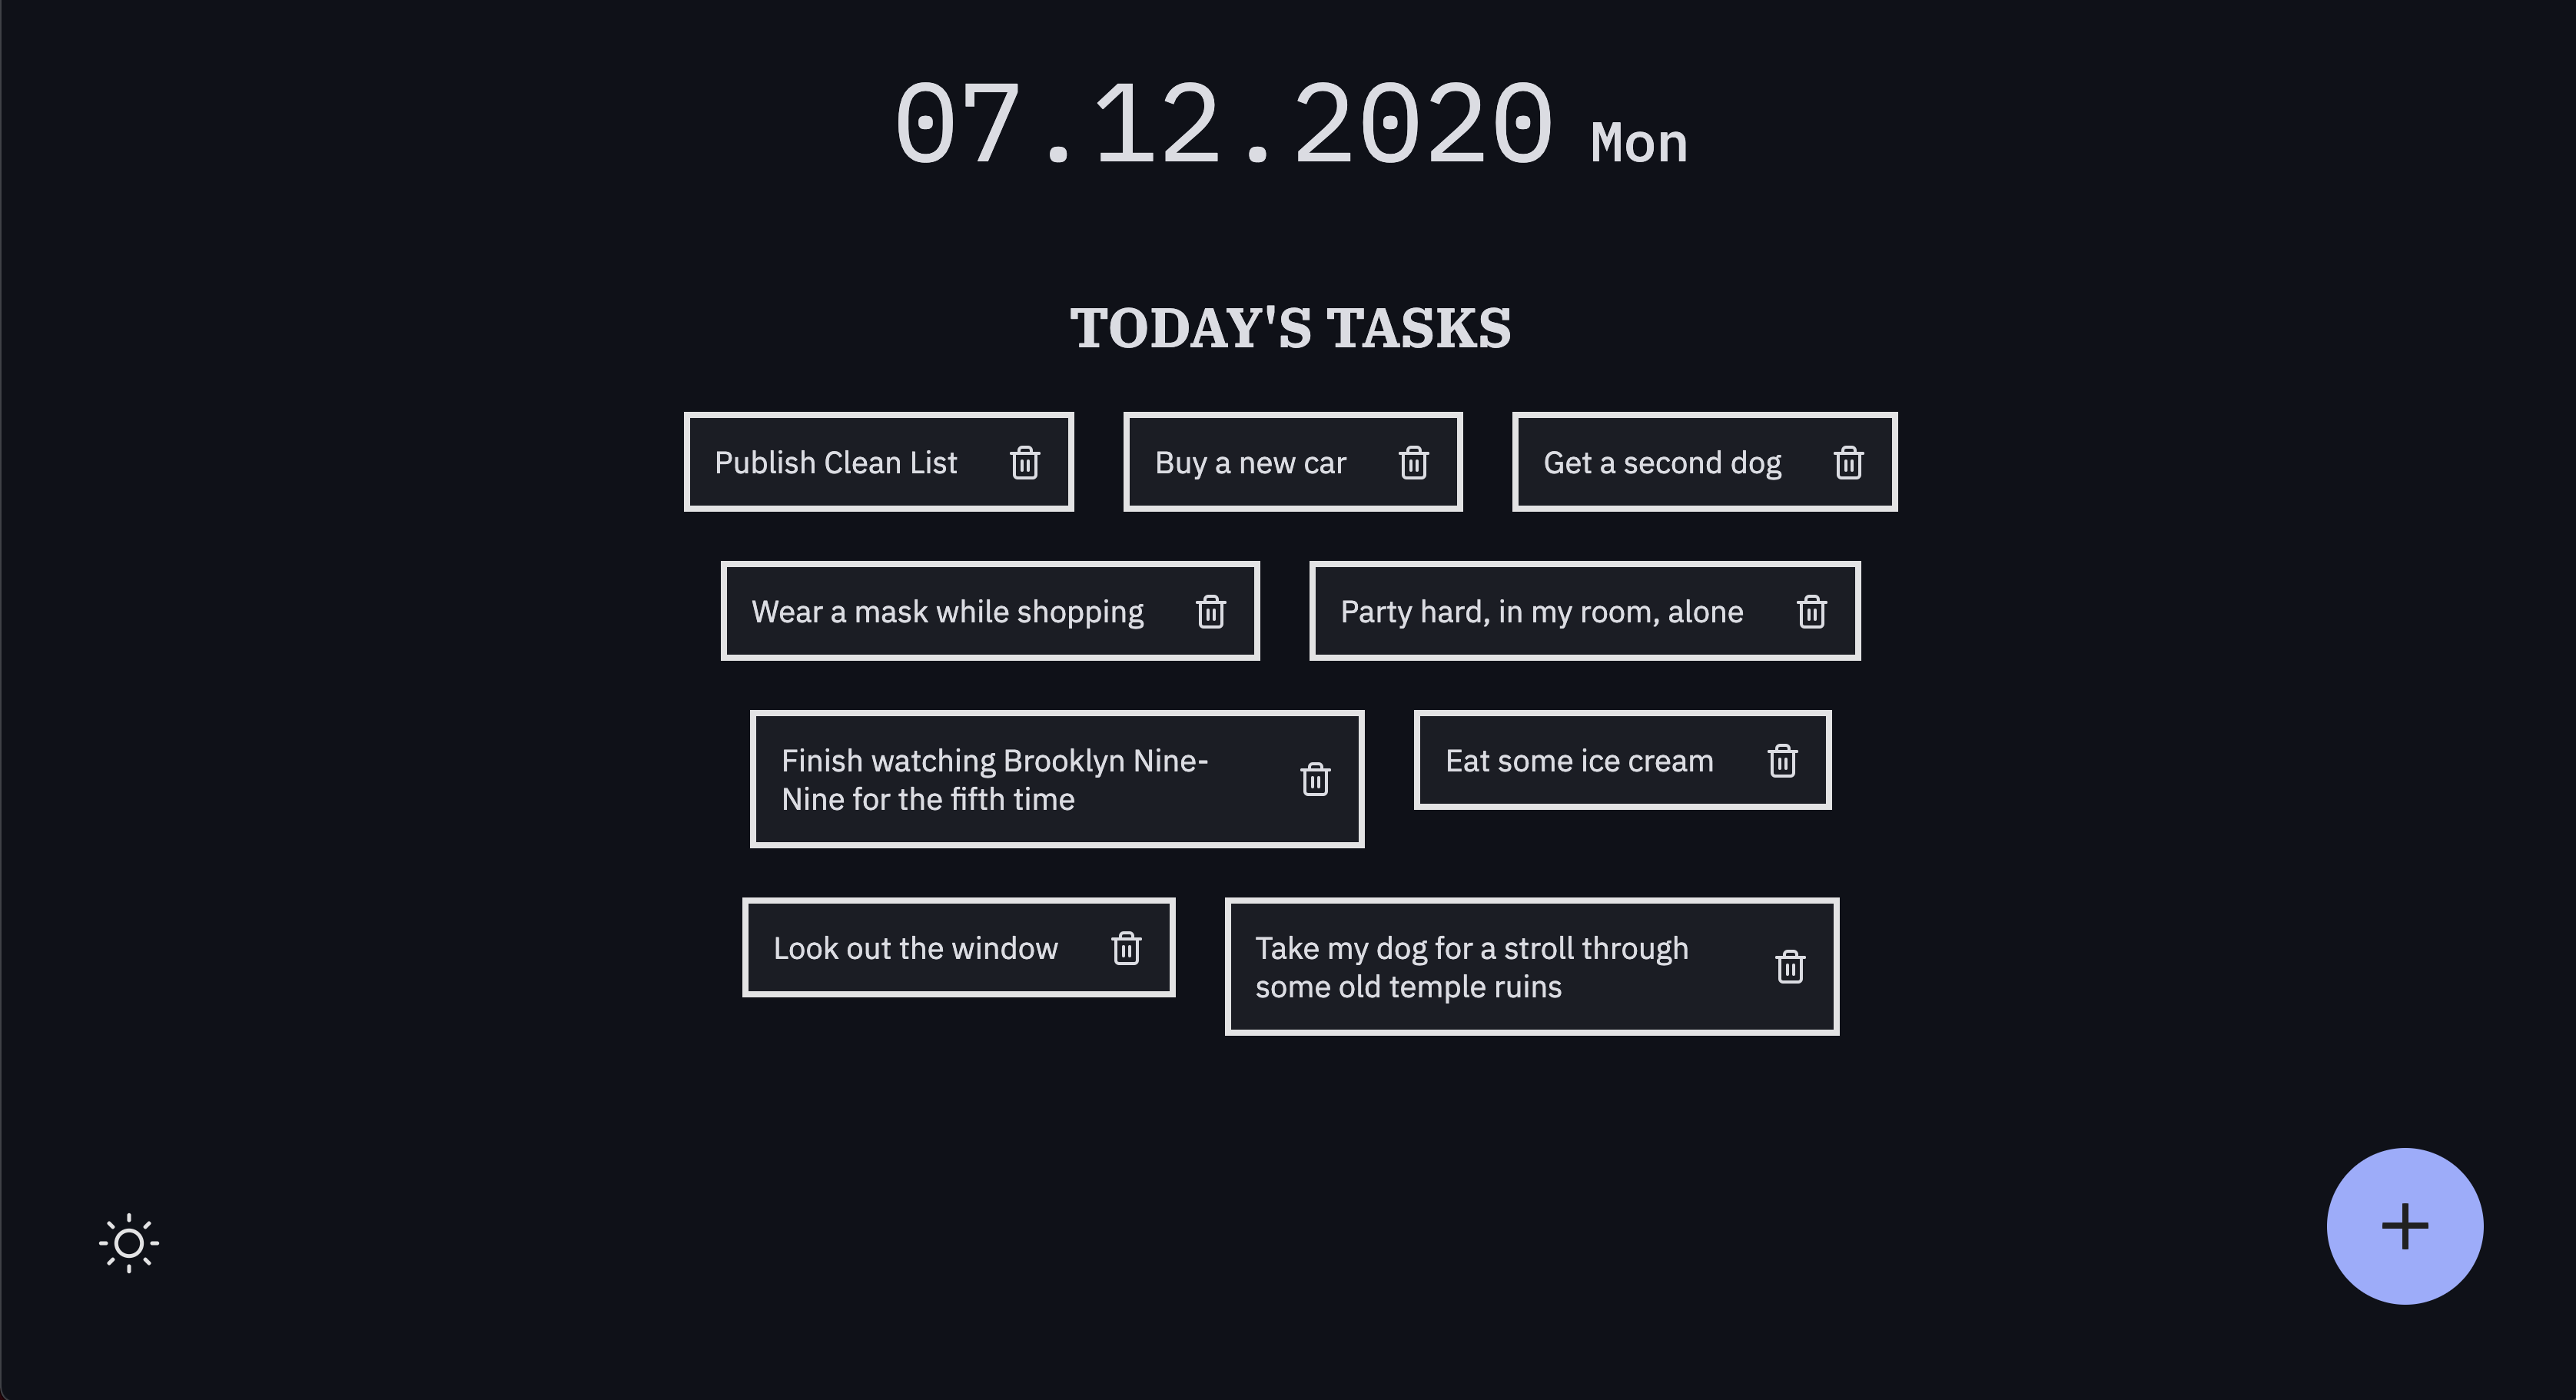 07.12.2020 Mon
TODAY'S TASKS
Publish Clean List
Buy a new car
Get a second dog
Wear a mask while shopping
Party hard, in my room, alone
Finish watching Brooklyn Nine-
Nine for the fifth time
Eat some ice cream
Look out the window
Take my dog for a stroll through
some old temple ruins